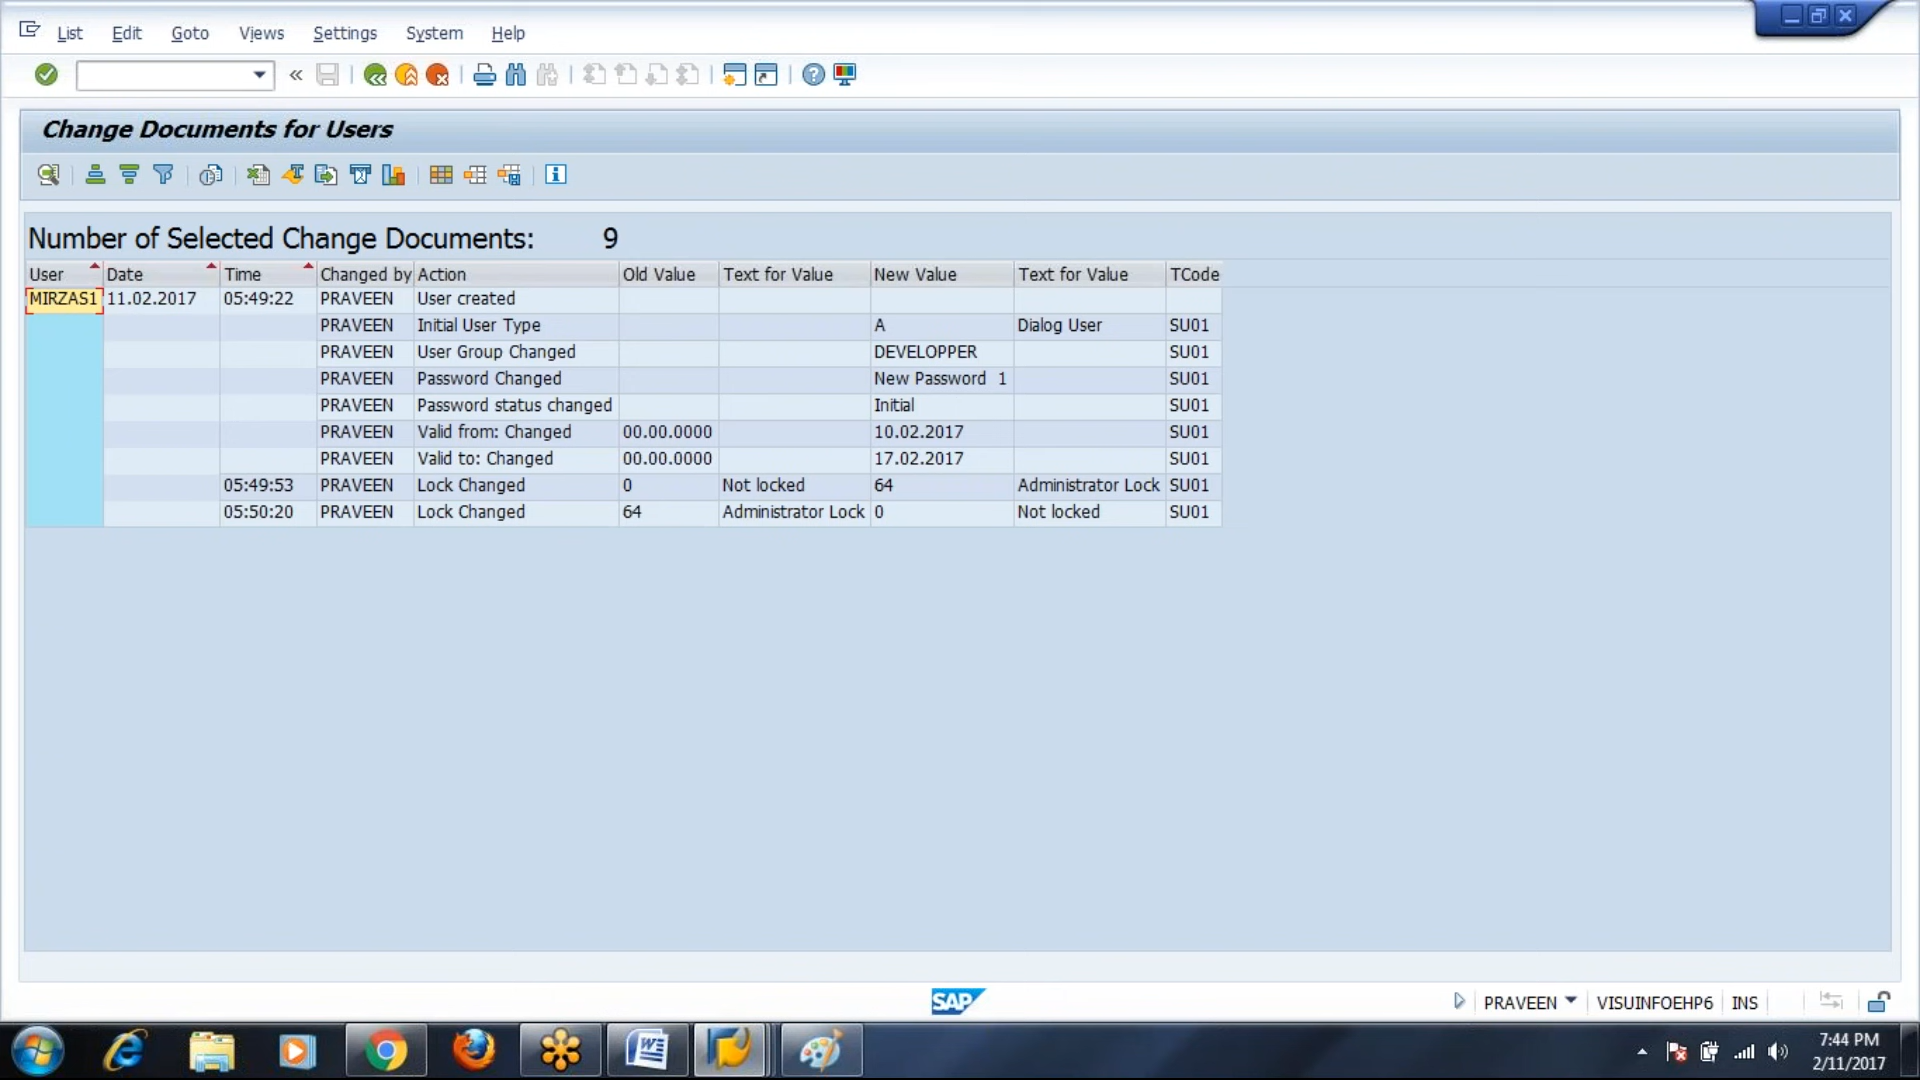 List Edit Goto Views Settings System Help
Change Documents for Users
Number of Selected Change Documents: 9
User Date Time Changed by Action Old Value Text for Value New Value Text for Value TCode
MIRZAS1 11.02.2017 05:49:22 PRAVEEN User created
PRAVEEN Initial User Type A Dialog User SU01
PRAVEEN User Group Changed DEVELOPPER SU01
PRAVEEN Password Changed New Password 1 SU01
PRAVEEN Password status changed Initial SU01
PRAVEEN Valid from: Changed 00.00.0000 10.02.2017 SU01
PRAVEEN Valid to: Changed 00.00.0000 17.02.2017 SU01
05:49:53 PRAVEEN Lock Changed 0 Not locked 64 Administrator Lock SU01
05:50:20 PRAVEEN Lock Changed 64 Administrator Lock 0 Not locked SU01
SAP PRAVEEN VISUINFOEHP6 INS
7:44 PM
2/11/2017